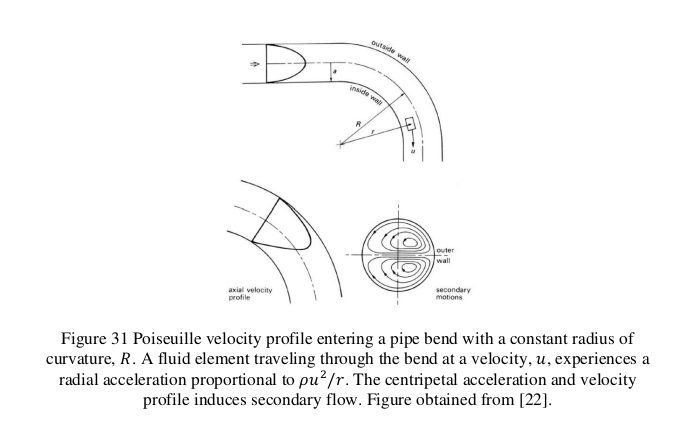 outside wall
a
inside wall
R
r
u
outer
wall
axial velocity
profile
secondary
motions
Figure 31 Poiseuille velocity profile entering a pipe bend with a constant radius of
curvature, R. A fluid element traveling through the bend at a velocity, u, experiences a
radial acceleration proportional to ρu²/r. The centripetal acceleration and velocity
profile induces secondary flow. Figure obtained from [22].